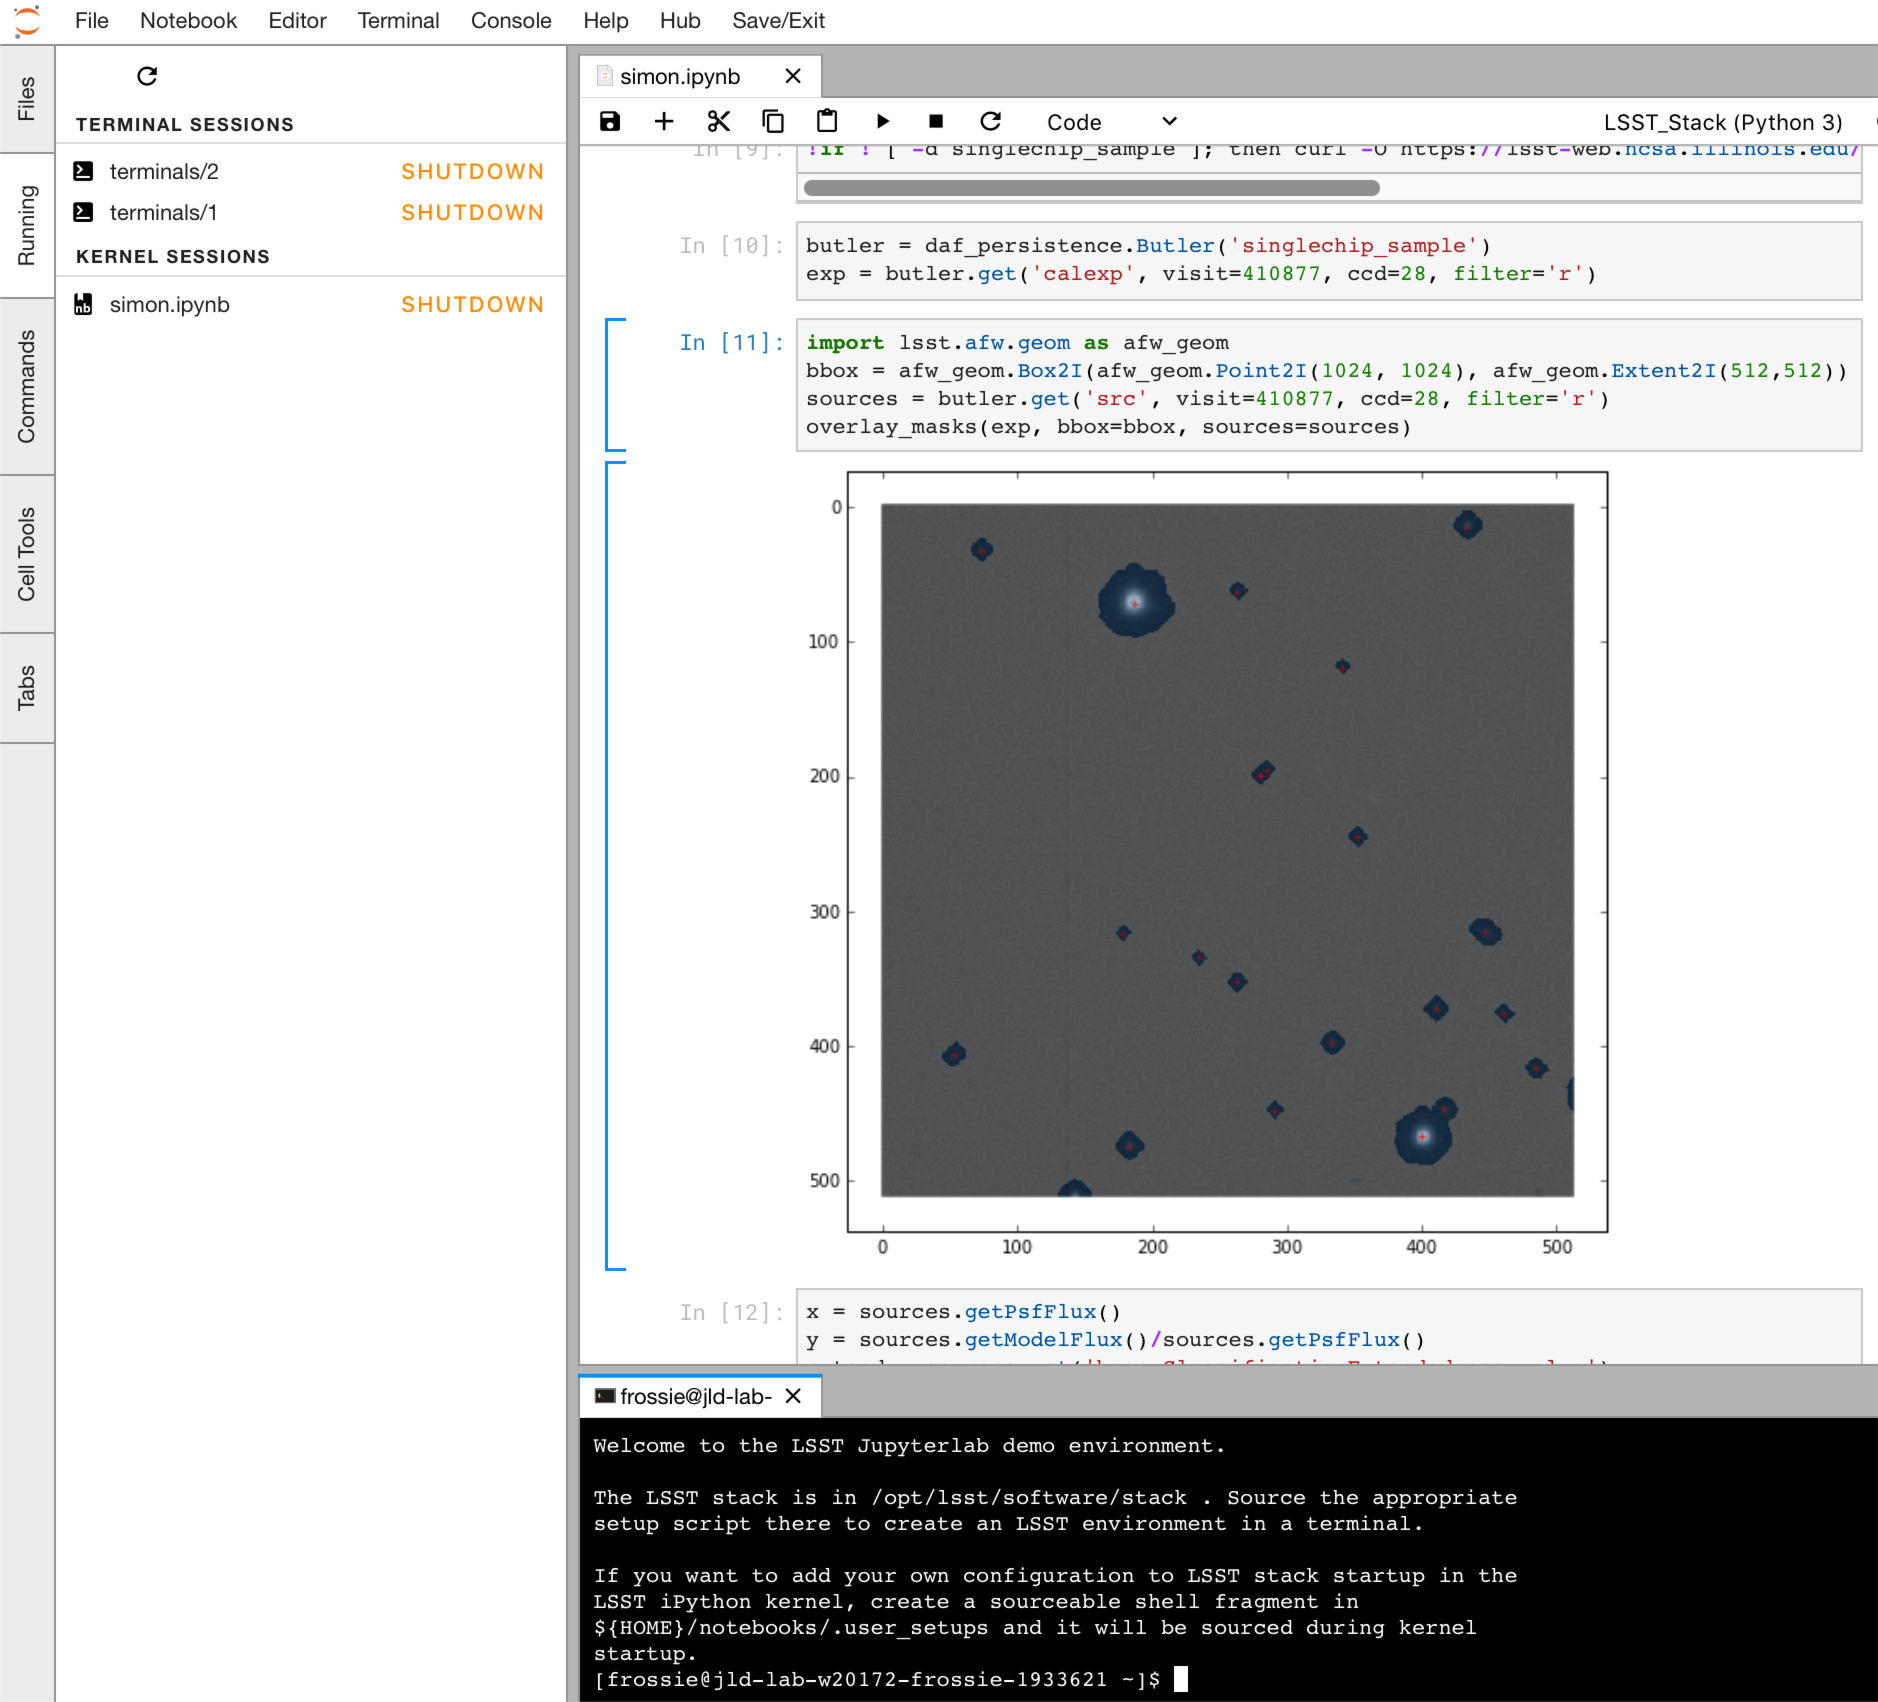 File Notebook Editor Terminal Console Help Hub Save/Exit
Files
Running
Commands
Cell Tools
Tabs
TERMINAL SESSIONS
terminals/2 SHUTDOWN
terminals/1 SHUTDOWN
KERNEL SESSIONS
simon.ipynb SHUTDOWN
simon.ipynb
Code LSST_Stack (Python 3)
In [9]: !if ! [ -d singlechip_sample ]; then curl -O https://lsst-web.ncsa.illinois.edu/
In [10]: butler = daf_persistence.Butler('singlechip_sample')
exp = butler.get('calexp', visit=410877, ccd=28, filter='r')
In [11]: import lsst.afw.geom as afw_geom
bbox = afw_geom.Box2I(afw_geom.Point2I(1024, 1024), afw_geom.Extent2I(512,512))
sources = butler.get('src', visit=410877, ccd=28, filter='r')
overlay_masks(exp, bbox=bbox, sources=sources)
0
100
200
300
400
500
0 100 200 300 400 500
In [12]: x = sources.getPsfFlux()
y = sources.getModelFlux()/sources.getPsfFlux()
frossie@jld-lab-
Welcome to the LSST Jupyterlab demo environment.
The LSST stack is in /opt/lsst/software/stack . Source the appropriate
setup script there to create an LSST environment in a terminal.
If you want to add your own configuration to LSST stack startup in the
LSST iPython kernel, create a sourceable shell fragment in
${HOME}/notebooks/.user_setups and it will be sourced during kernel
startup.
[frossie@jld-lab-w20172-frossie-1933621 ~]$